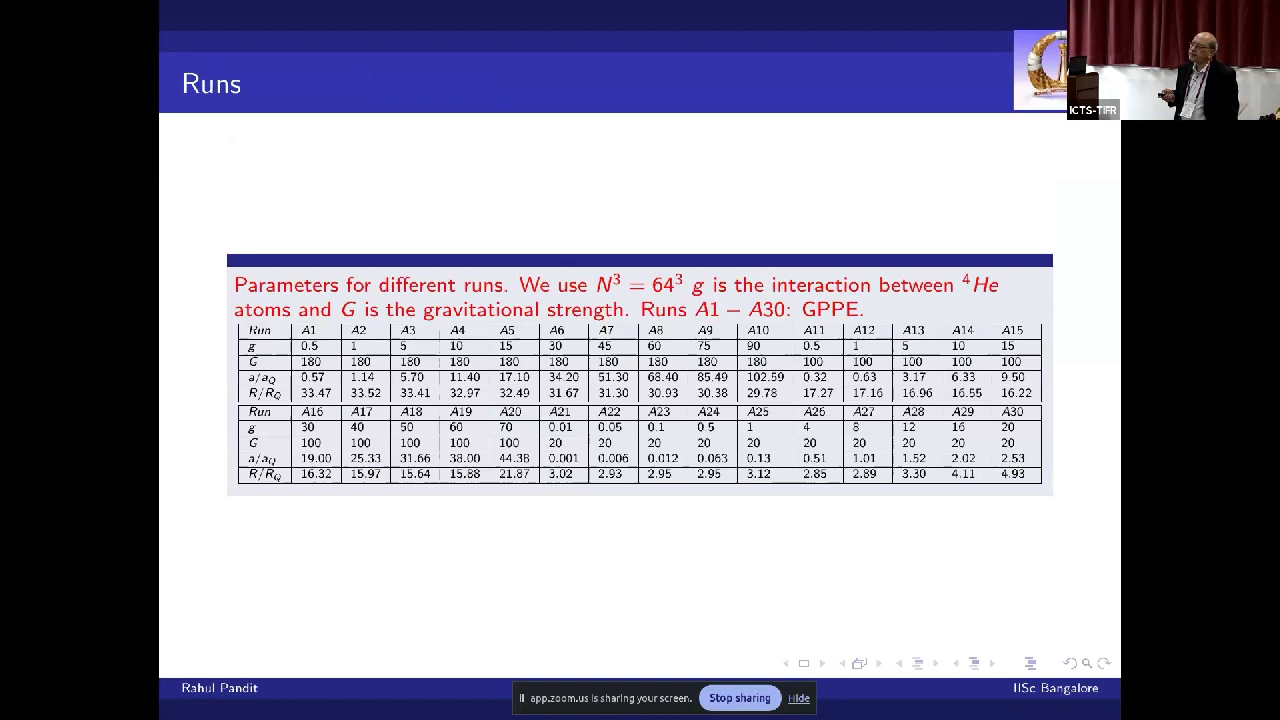 Runs
ICTS-TIFR
Parameters for different runs. We use N³ = 64³ g is the interaction between ⁴He
atoms and G is the gravitational strength. Runs A1 − A30: GPPE.
Run A1 A2 A3 A4 A5 A6 A7 A8 A9 A10 A11 A12 A13 A14 A15
g 0.5 1 5 10 15 30 45 60 75 90 0.5 1 5 10 15
G 180 180 180 180 180 180 180 180 180 180 100 100 100 100 100
a/a_Q 0.57 1.14 5.70 11.40 17.10 34.20 51.30 68.40 85.49 102.59 0.32 0.63 3.17 6.33 9.50
R/R_Q 33.47 33.52 33.41 32.97 32.49 31.67 31.30 30.93 30.38 29.78 17.27 17.16 16.96 16.55 16.22
Run A16 A17 A18 A19 A20 A21 A22 A23 A24 A25 A26 A27 A28 A29 A30
g 30 40 50 60 70 0.01 0.05 0.1 0.5 1 4 8 12 16 20
G 100 100 100 100 100 20 20 20 20 20 20 20 20 20 20
a/a_Q 19.00 25.33 31.66 38.00 44.38 0.001 0.006 0.012 0.063 0.13 0.51 1.01 1.52 2.02 2.53
R/R_Q 16.32 15.97 15.64 15.88 21.87 3.02 2.93 2.95 2.95 3.12 2.85 2.89 3.30 4.11 4.93
Rahul Pandit
IISc Bangalore
app.zoom.us is sharing your screen. Stop sharing Hide